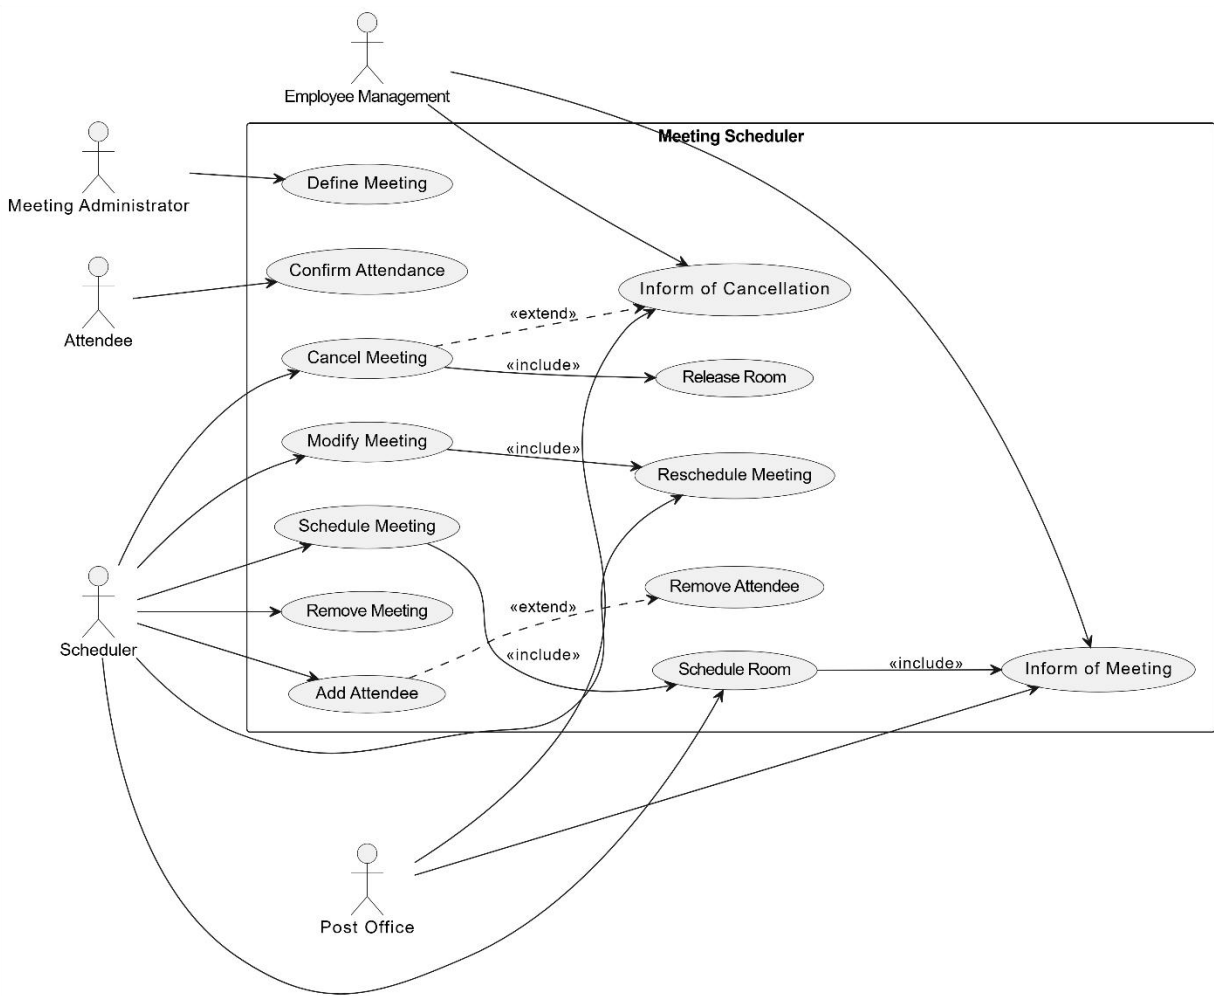 Employee Management
Meeting Scheduler
Meeting Administrator
Define Meeting
Attendee
Confirm Attendance
Inform of Cancellation
«extend»
Cancel Meeting
«include»
Release Room
Modify Meeting
«include»
Reschedule Meeting
Schedule Meeting
Remove Attendee
«extend»
Remove Meeting
Scheduler
«include»
Schedule Room
«include»
Inform of Meeting
Add Attendee
Post Office